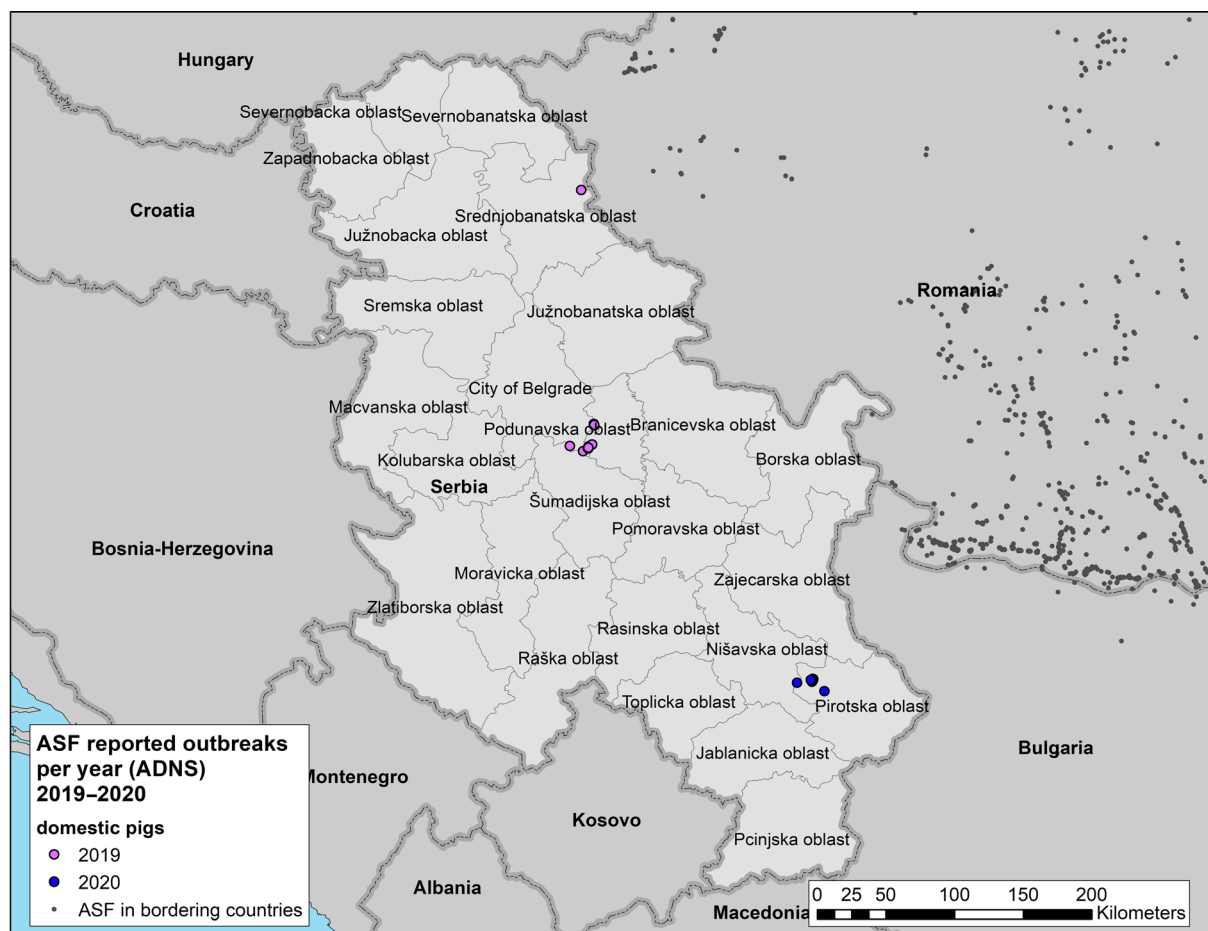 Hungary
Severnobacka oblast
Severnobanatska oblast
Zapadnobacka oblast
Croatia
Srednjobanatska oblast
Južnobacka oblast
Romania
Sremska oblast
Južnobanatska oblast
City of Belgrade
Macvanska oblast
Podunavska oblast
Branicevska oblast
Kolubarska oblast
Borska oblast
Serbia
Šumadijska oblast
Pomoravska oblast
Bosnia-Herzegovina
Moravicka oblast
Zajecarska oblast
Zlatiborska oblast
Rasinska oblast
Nišavska oblast
Raška oblast
Toplicka oblast
Pirotska oblast
Bulgaria
Jablanicka oblast
Montenegro
Kosovo
Pcinjska oblast
Albania
Macedonia
ASF reported outbreaks
per year (ADNS)
2019–2020
domestic pigs
2019
2020
ASF in bordering countries
0 25 50 100 150 200
Kilometers